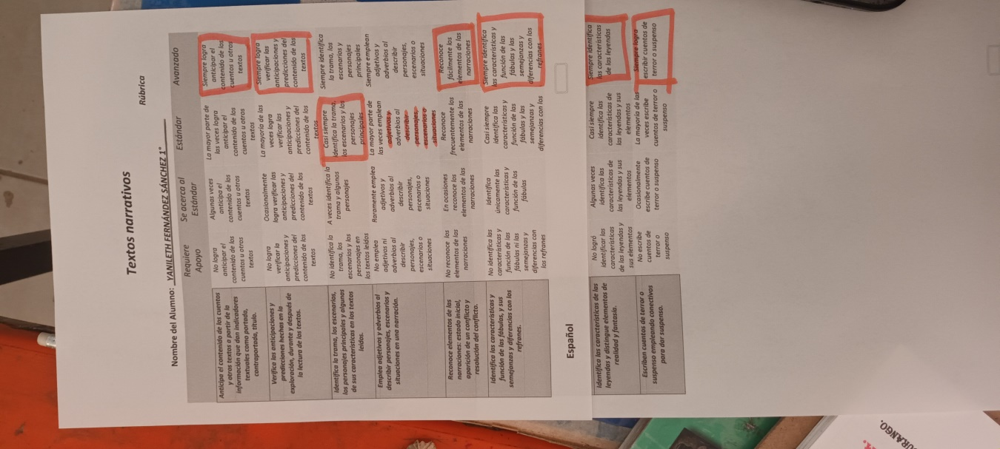 Textos narrativos
Rúbrica
Nombre del Alumno: YANILETH FERNÁNDEZ SÁNCHEZ 1°
Requiere
Apoyo
Se acerca al
Estándar
Estándar
Avanzado
Anticipa el contenido de los cuentos
y otros textos a partir de la
información que dan indicadores
textuales como portada,
contraportada, título.
No logra
anticipar el
contenido de los
cuentos u otros
textos
Algunas veces
anticipa el
contenido de los
cuentos u otros
textos
La mayor parte de
las veces logra
anticipar el
contenido de los
cuentos u otros
textos
Siempre logra
anticipar el
contenido de los
cuentos u otros
textos
Verifica las anticipaciones y
predicciones hechas en la
exploración, durante y después de
la lectura de los textos.
No logra
verificar la
anticipaciones y
predicciones del
contenido de los
textos
Ocasionalmente
logra verificar las
anticipaciones y
predicciones del
contenido de los
textos
La mayoría de las
veces logra
verificar las
anticipaciones y
predicciones del
contenido de los
textos
Siempre logra
verificar las
anticipaciones y
predicciones del
contenido de los
textos
Identifica la trama, los escenarios,
los personajes principales y algunas
de sus características en los textos
leídos.
No identifica la
trama, los
escenarios y los
personajes en
los textos leídos
A veces identifica la
trama y algunos
personajes
Casi siempre
identifica la trama,
los escenarios y los
personajes
principales
Siempre identifica
la trama, los
escenarios y
personajes
principales
Emplea adjetivos y adverbios al
describir personajes, escenarios y
situaciones en una narración.
No emplea
adjetivos ni
adverbios al
describir
personajes,
escenarios o
situaciones
Raramente emplea
adjetivos y
adverbios al
describir
personajes,
escenarios o
situaciones
La mayor parte de
las veces emplean
adjetivos y
adverbios al
describir
personajes,
escenarios o
situaciones
Siempre emplean
adjetivos y
adverbios al
describir
personajes,
escenarios o
situaciones
Reconoce elementos de las
narraciones: estado inicial,
aparición de un conflicto y
resolución del conflicto.
No reconoce los
elementos de las
narraciones
En ocasiones
reconoce los
elementos de las
narraciones
Reconoce
frecuentemente los
elementos de las
narraciones
Reconoce
fácilmente los
elementos de las
narraciones
Identifica las características y
función de las fábulas, y sus
semejanzas y diferencias con los
refranes.
No identifica las
características y
función de las
fábulas ni las
semejanzas y
diferencias con
los refranes
Identifica
únicamente las
características y
función de las
fábulas
Casi siempre
identifica las
características y
función de las
fábulas y las
semejanzas y
diferencias con los
Siempre identifica
las características y
función de las
fábulas y las
semejanzas y
diferencias con los
refranes
Español
Identifica las características de las
leyendas y distingue elementos de
realidad y fantasía.
No logró
identificar las
características
de las leyendas y
sus elementos
Algunas veces
identifica las
características de
las leyendas y sus
elementos
Casi siempre
identifica las
características de
las leyendas y sus
elementos
Siempre identifica
las características
de las leyendas
Escriben cuentos de terror o
suspenso empleando conectivos
para dar suspenso.
No escribe
cuentos de
terror o
suspenso
Ocasionalmente
escribe cuentos de
terror o suspenso
La mayoría de las
veces escribe
cuentos de terror o
suspenso
Siempre logra
escribir cuentos de
terror o suspenso